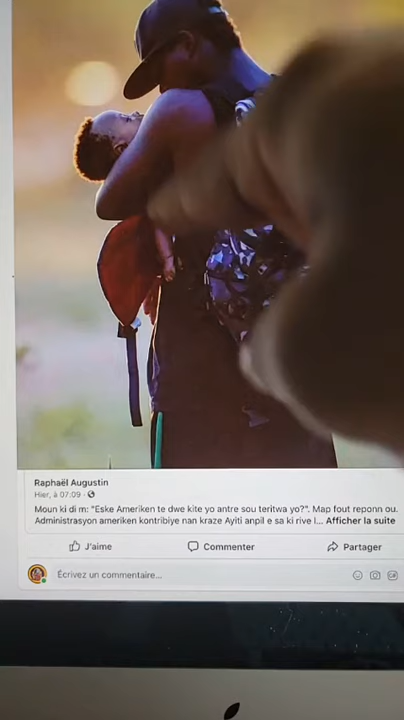 Raphaël Augustin
Hier, à 07:09 ·
Moun ki di m: "Eske Ameriken te dwe kite yo antre sou teritwa yo?". Map fout reponn ou.
Administrasyon ameriken kontribiye nan kraze Ayiti anpil e sa ki rive l... Afficher la suite
J'aime
Commenter
Partager
Écrivez un commentaire...